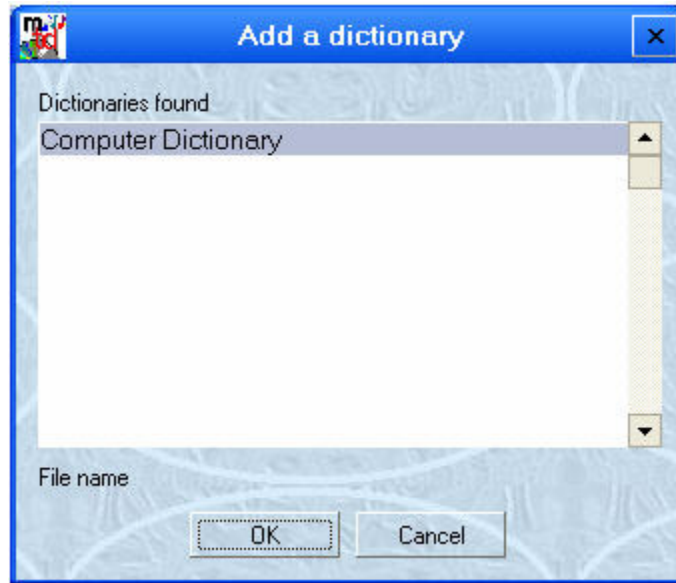 Add a dictionary
Dictionaries found
Computer Dictionary
File name
OK
Cancel